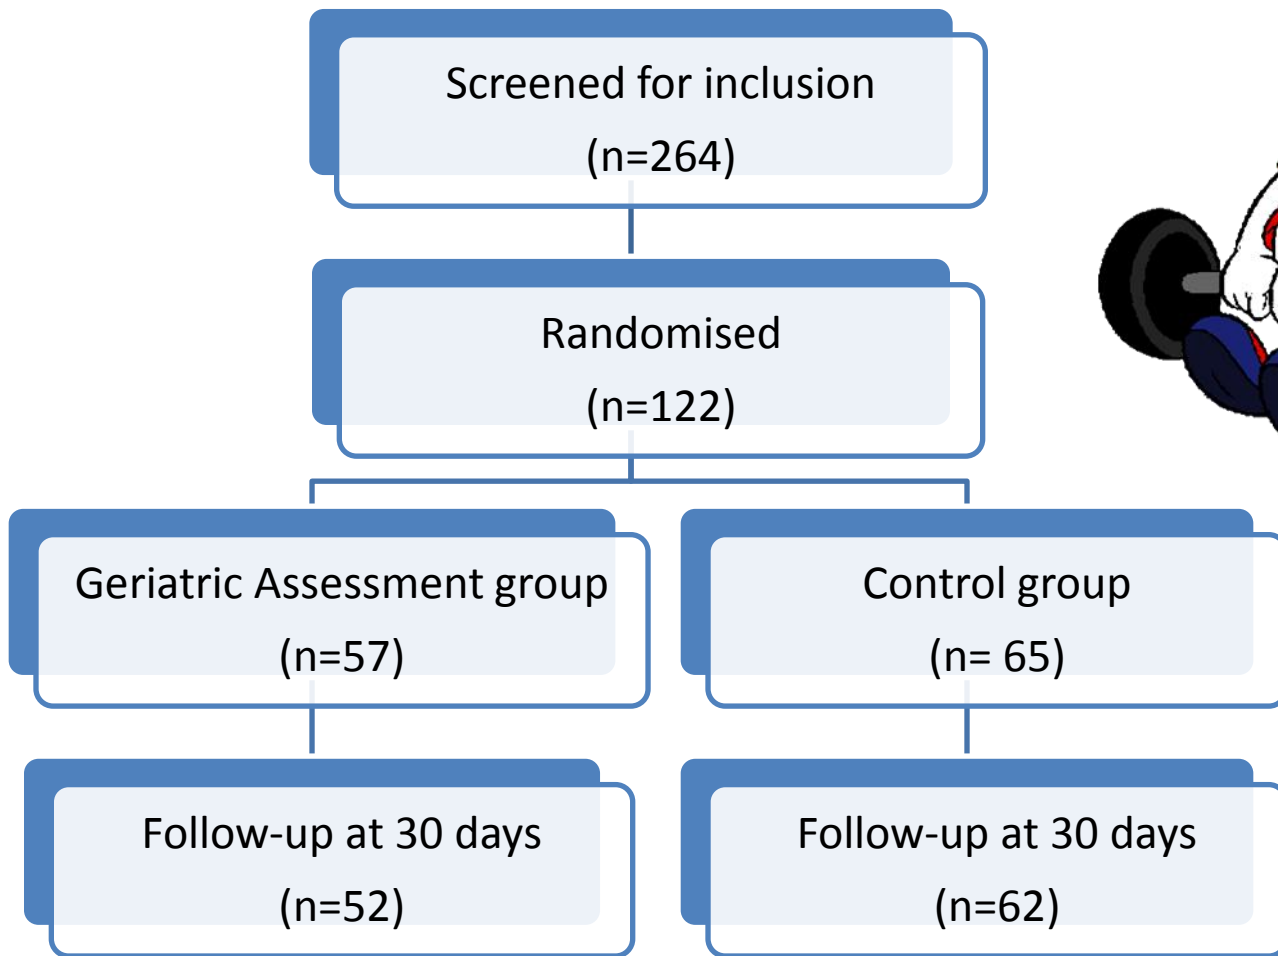 Screened for inclusion
(n=264)
Randomised
(n=122)
Geriatric Assessment group
(n=57)
Control group
(n= 65)
Follow-up at 30 days
(n=52)
Follow-up at 30 days
(n=62)